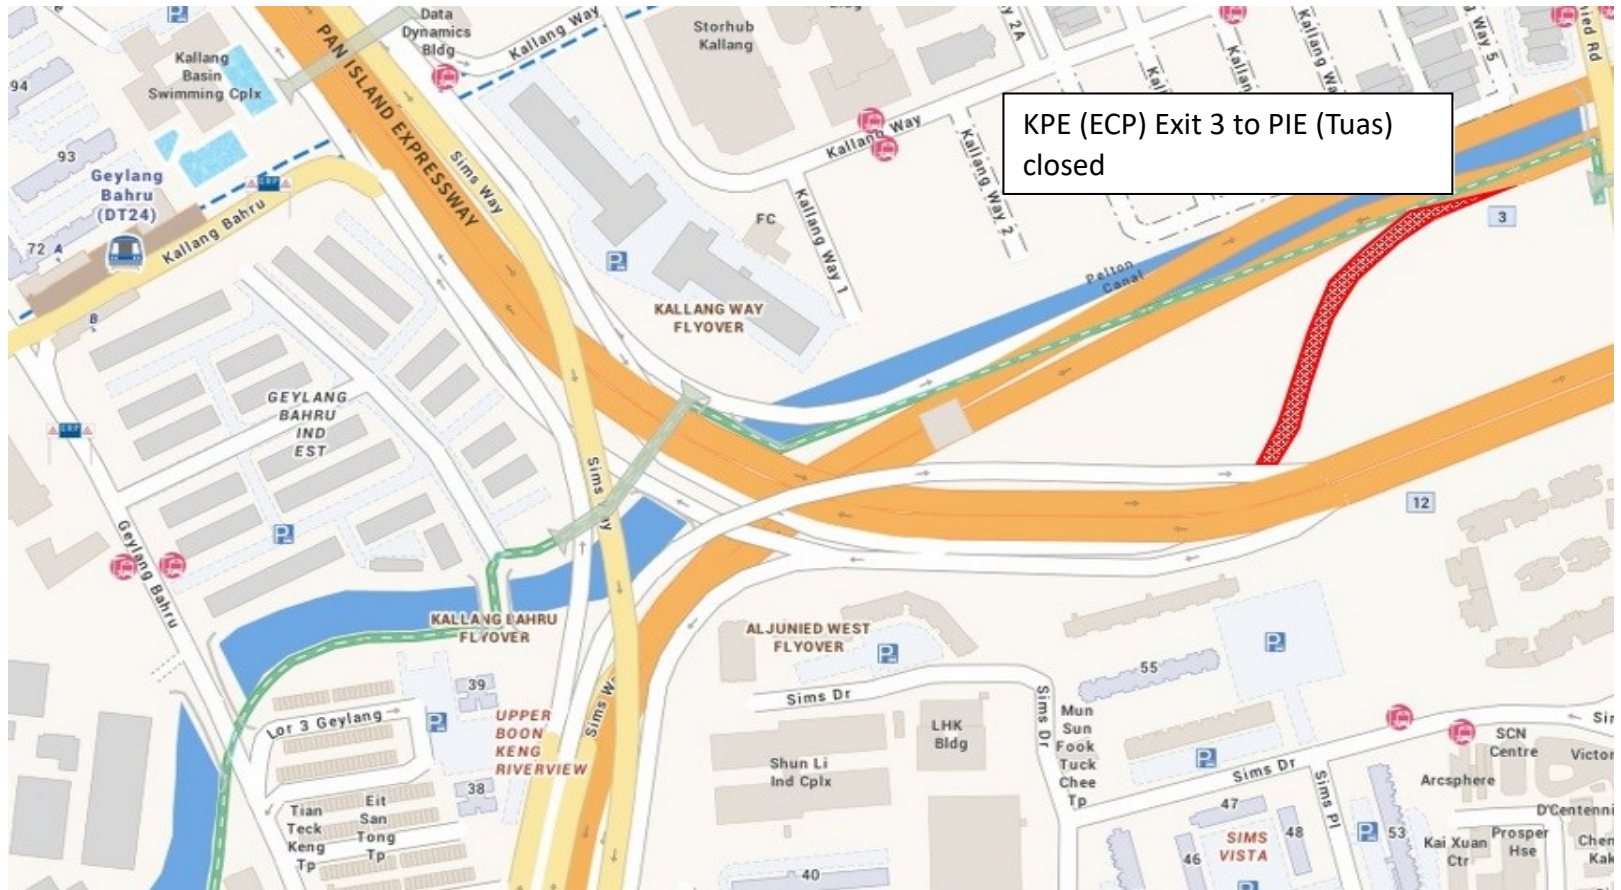 Data
Dynamics
Bldg
Kallang Way
Storhub
Kallang
Kallang
Basin
Swimming Cplx
94
93
PAN ISLAND EXPRESSWAY
Sims Way
Kallang Way
KPE (ECP) Exit 3 to PIE (Tuas)
closed
Geylang
Bahru
(DT24)
72
A
B
ERP
Kallang Bahru
FC
Kallang Way 1
Kallang Way 2
3
Pelton
Canal
KALLANG WAY
FLYOVER
GEYLANG
BAHRU
IND
EST
ERP
Sims Way
12
Geylang Bahru
KALLANG BAHRU
FLYOVER
ALJUNIED WEST
FLYOVER
55
39
Sims Dr
Sims Dr
Lor 3 Geylang
UPPER
BOON
KENG
RIVERVIEW
Sims Way
LHK
Bldg
Mun
Sun
Fook
Tuck
Chee
Tp
SCN
Centre
Shun Li
Ind Cplx
Sims Dr
Arcsphere
38
Tian
Teck
Keng
Tp
Eit
San
Tong
Tp
47
Sims Pl
48
46
SIMS
VISTA
53
Kai Xuan
Ctr
Prosper
Hse
40